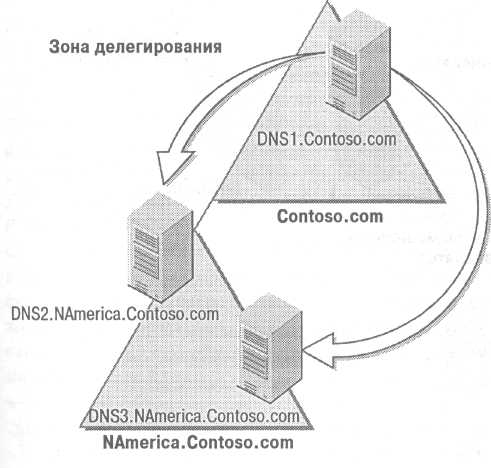 Зона делегирования
DNS1.Contoso.com
Contoso.com
DNS2.NAmerica.Contoso.com
DNS3.NAmerica.Contoso.com
NAmerica.Contoso.com